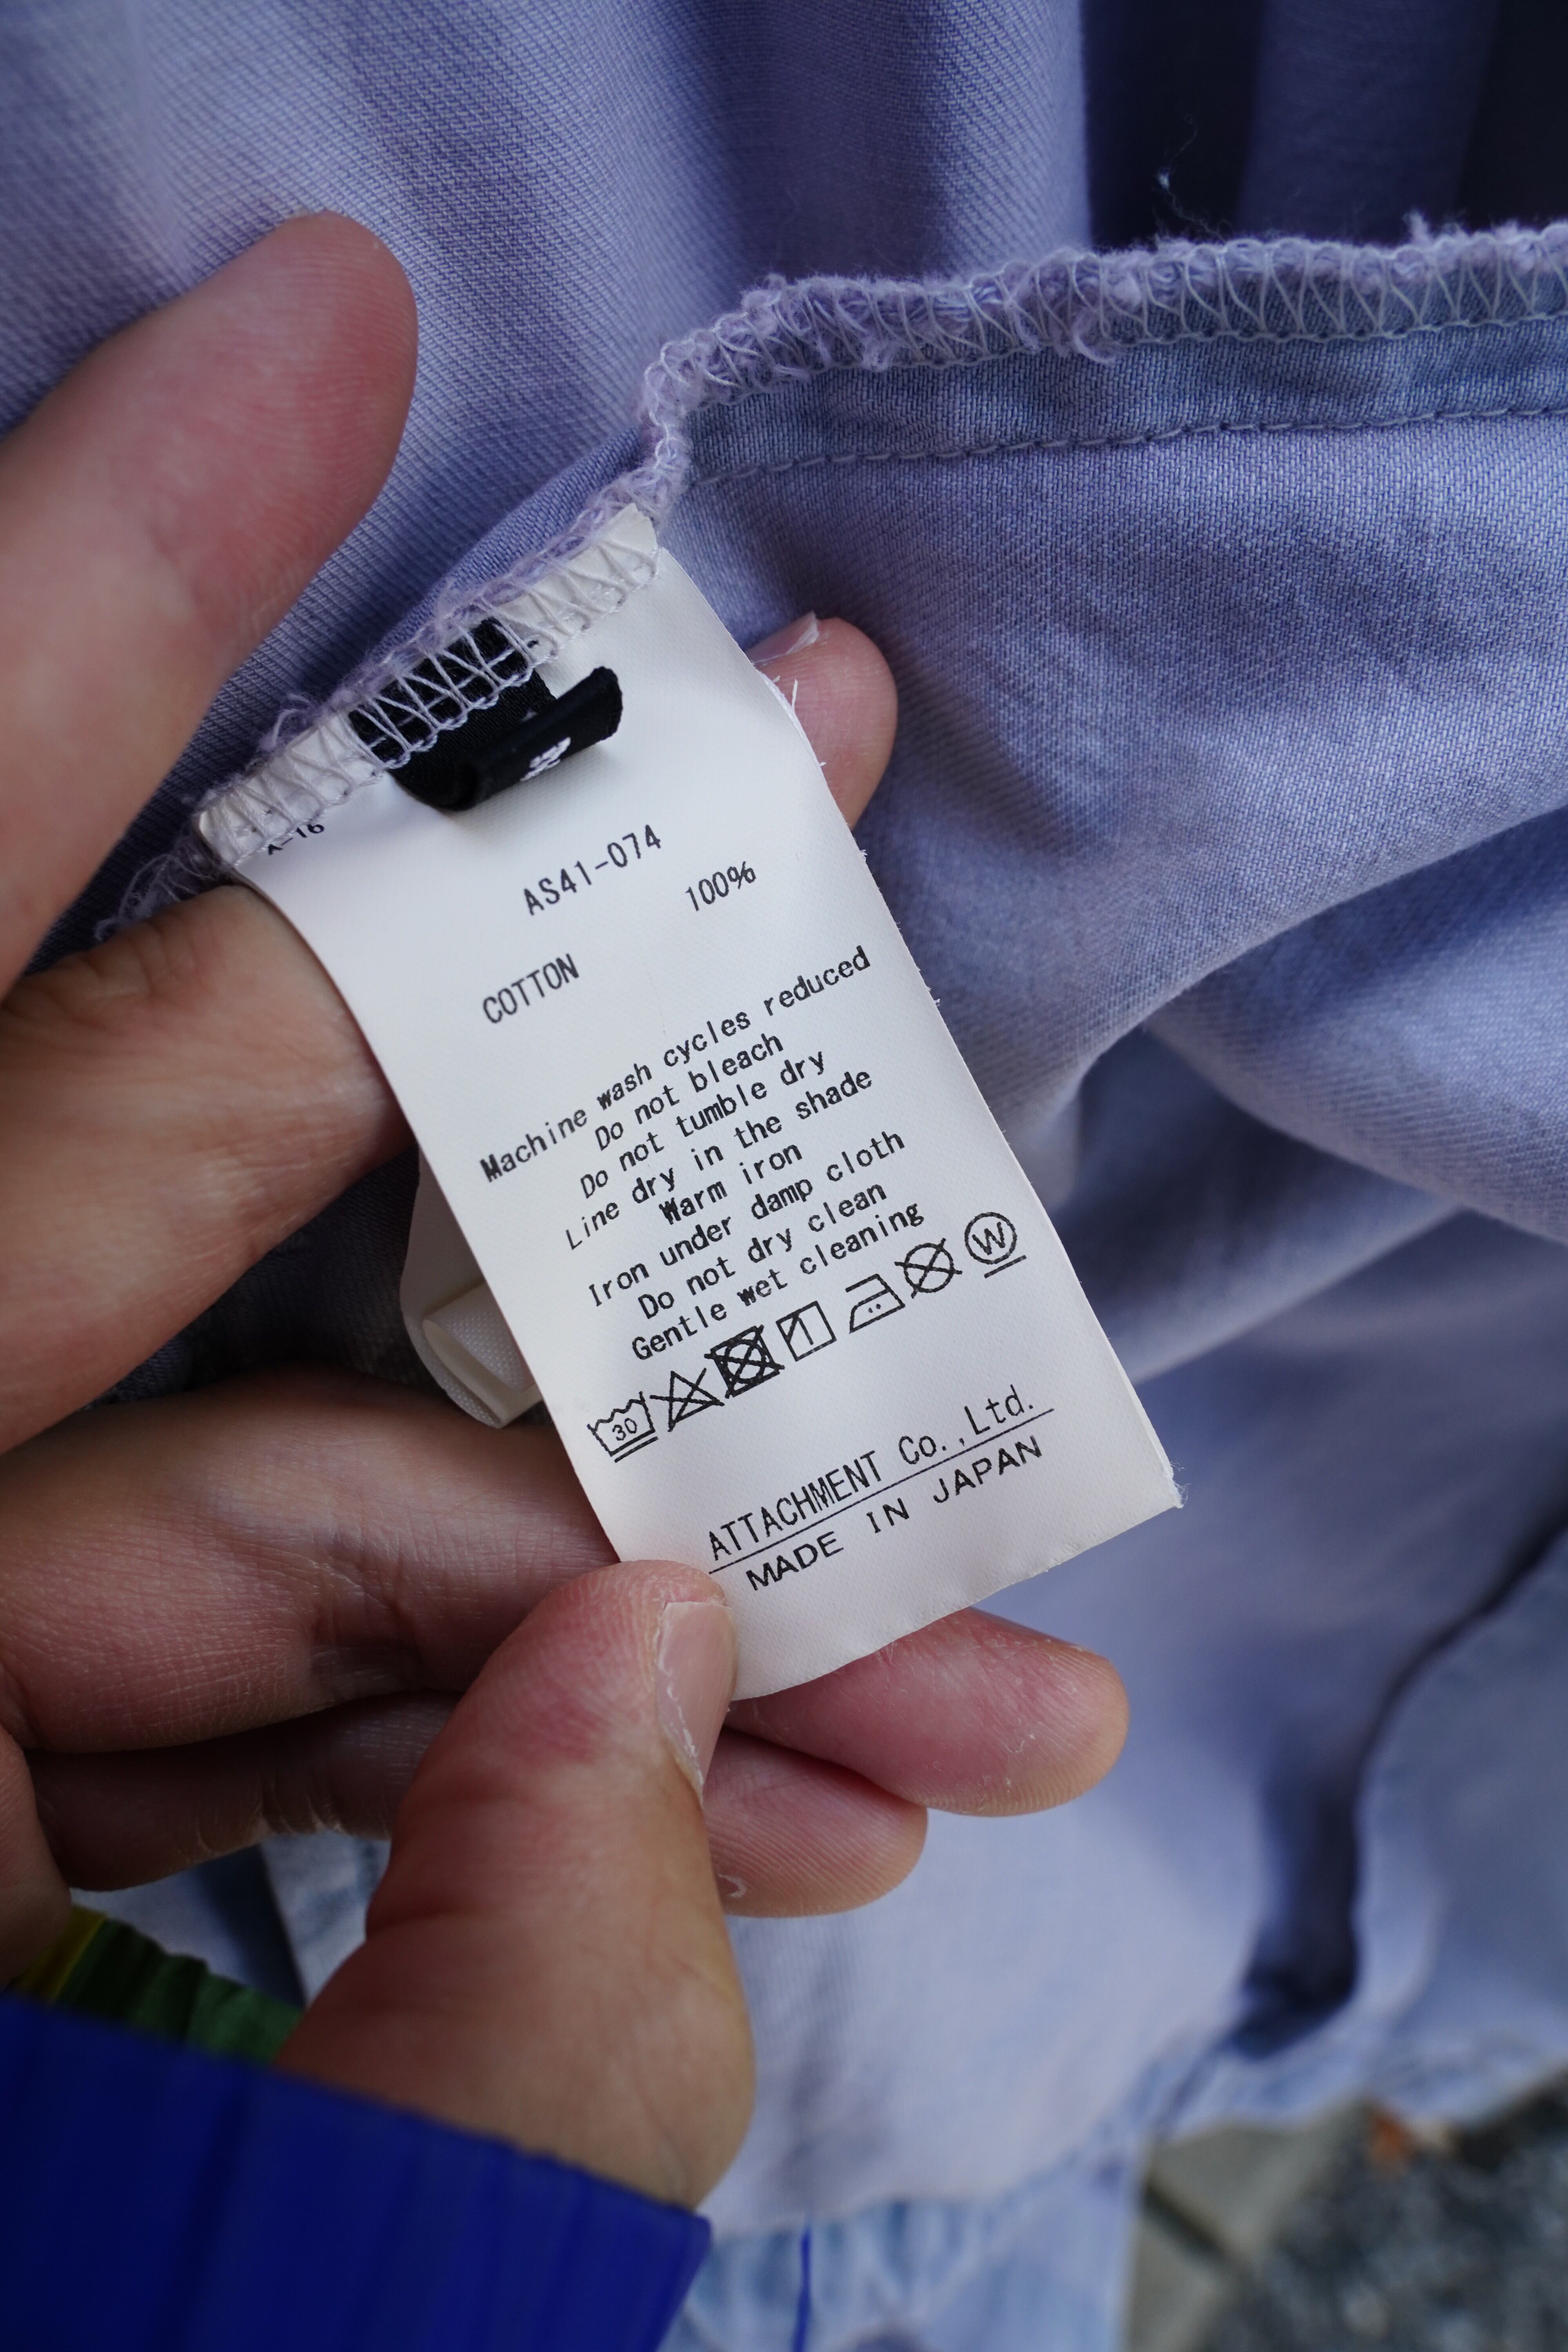 AS41-074
COTTON 100%
Machine wash cycles reduced
Do not bleach
Do not tumble dry
Line dry in the shade
Warm iron
Iron under damp cloth
Do not dry clean
Gentle wet cleaning
30 W
ATTACHMENT Co.,Ltd.
MADE IN JAPAN